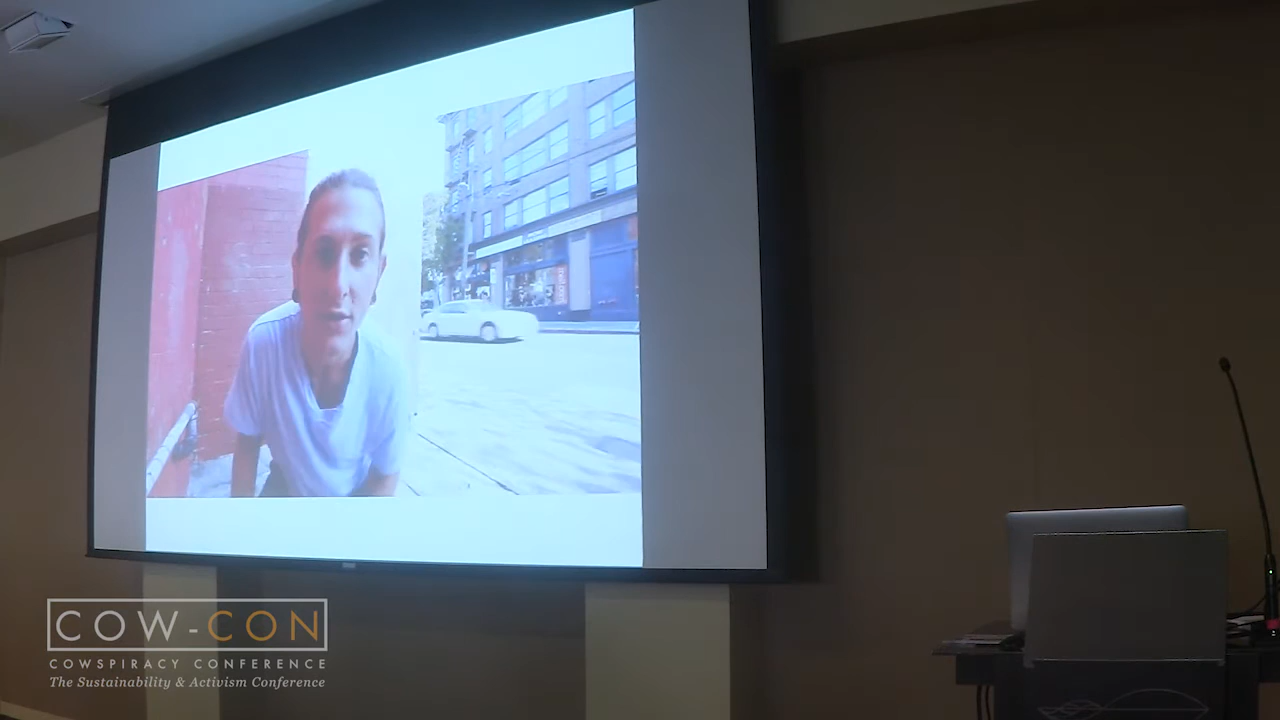 COW-CON
COWSPIRACY CONFERENCE
The Sustainability & Activism Conference